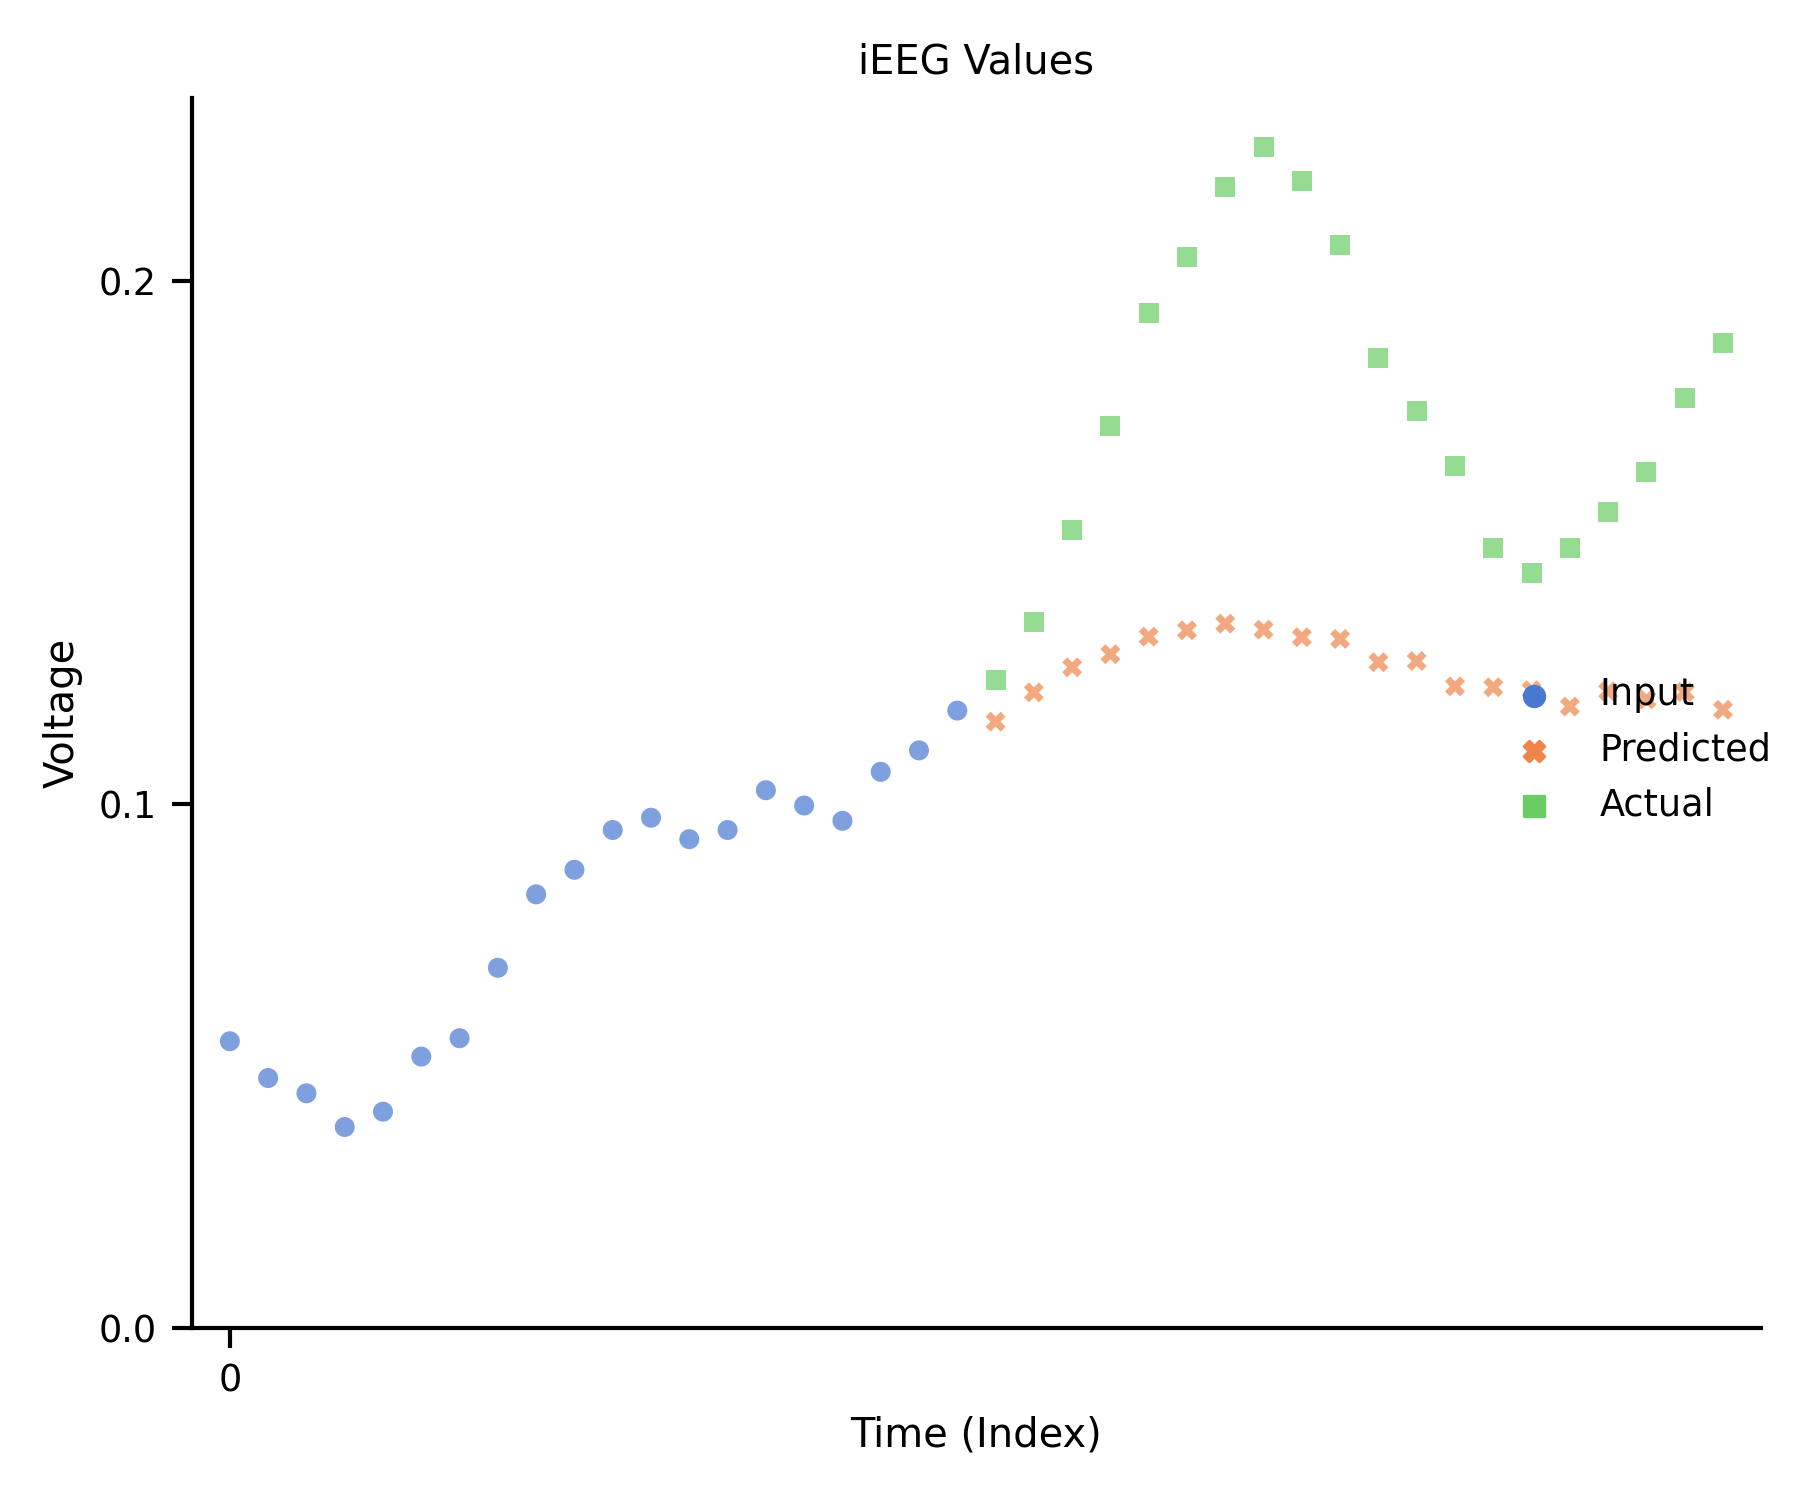 iEEG Values
0.2
0.1
0.0
Voltage
0
Time (Index)
Input
Predicted
Actual